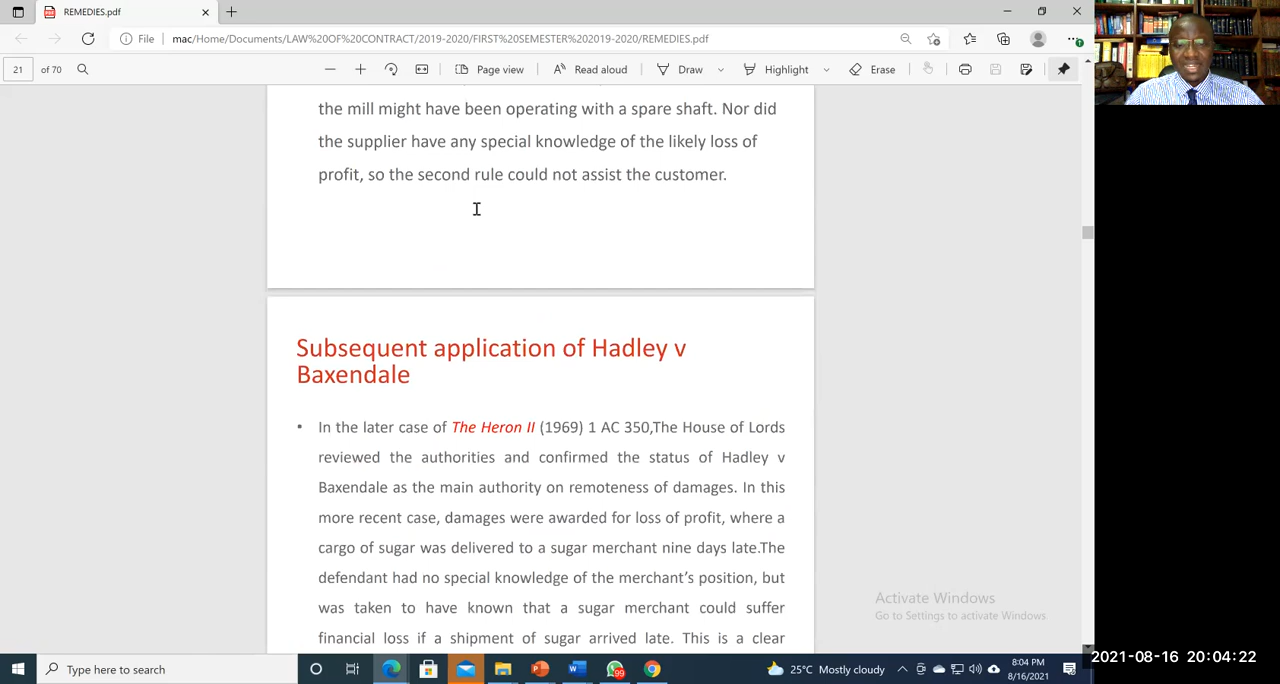 REMEDIES.pdf
File
mac/Home/Documents/LAW%20OF%20CONTRACT/2019-2020/FIRST%20SEMESTER%202019-2020/REMEDIES.pdf
21 of 70
Page view
Read aloud
Draw
Highlight
Erase
the mill might have been operating with a spare shaft. Nor did
the supplier have any special knowledge of the likely loss of
profit, so the second rule could not assist the customer.
Subsequent application of Hadley v
Baxendale
• In the later case of The Heron II (1969) 1 AC 350,The House of Lords
reviewed the authorities and confirmed the status of Hadley v
Baxendale as the main authority on remoteness of damages. In this
more recent case, damages were awarded for loss of profit, where a
cargo of sugar was delivered to a sugar merchant nine days late.The
defendant had no special knowledge of the merchant’s position, but
was taken to have known that a sugar merchant could suffer
financial loss if a shipment of sugar arrived late. This is a clear
Activate Windows
Go to Settings to activate Windows.
Type here to search
99
25°C Mostly cloudy
8:04 PM
8/16/2021
2021-08-16 20:04:22